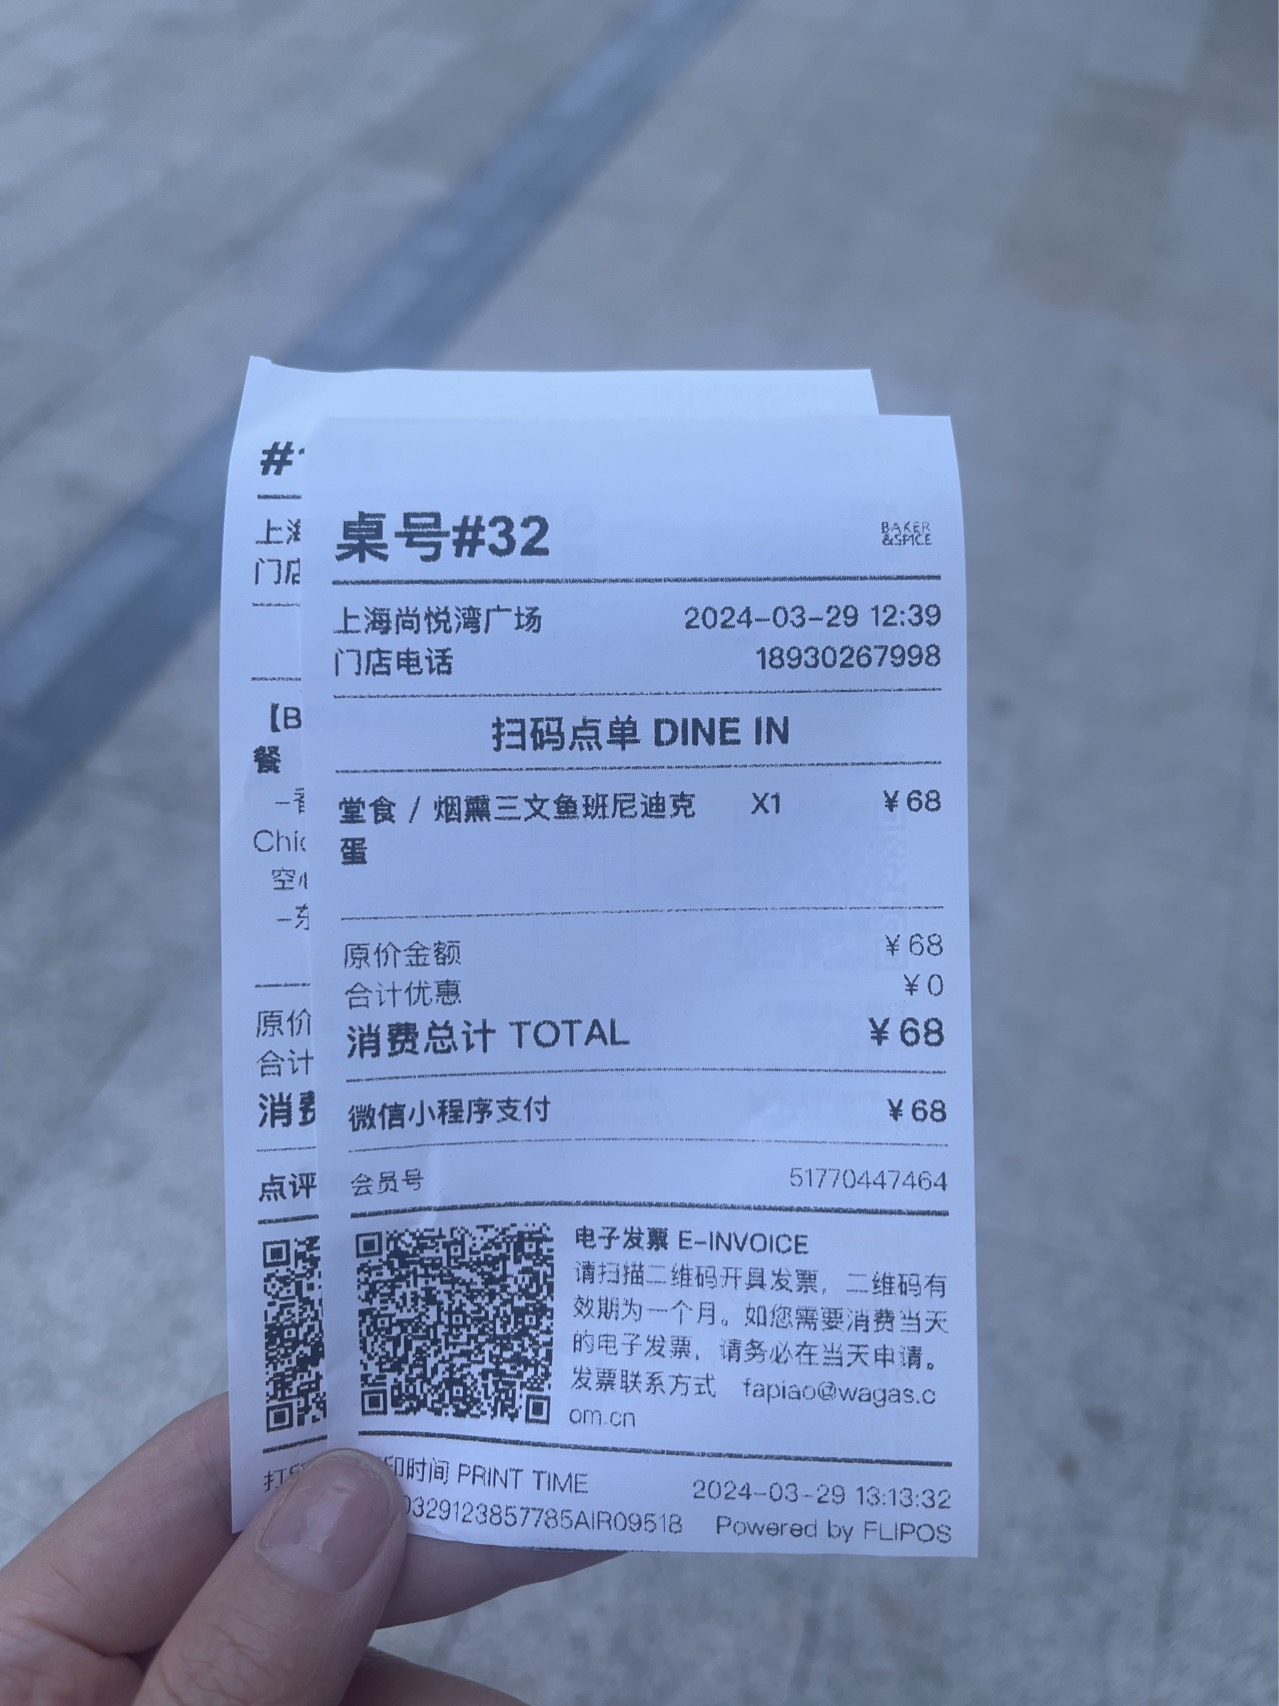 桌号#32
BAKER
&SPICE
上海尚悦湾广场 2024-03-29 12:39
门店电话 18930267998
扫码点单 DINE IN
堂食 / 烟熏三文鱼班尼迪克 X1 ¥68
蛋
原价金额 ¥68
合计优惠 ¥0
消费总计 TOTAL ¥68
微信小程序支付 ¥68
会员号 51770447464
电子发票 E-INVOICE
请扫描二维码开具发票，二维码有
效期为一个月。如您需要消费当天
的电子发票，请务必在当天申请。
发票联系方式 fapiao@wagas.c
om.cn
印时间 PRINT TIME 2024-03-29 13:13:32
0329123857785AIR09518 Powered by FLIPOS
#
上海
门店
【B
餐
Chic
空心
原价
合计
消费
点评
打